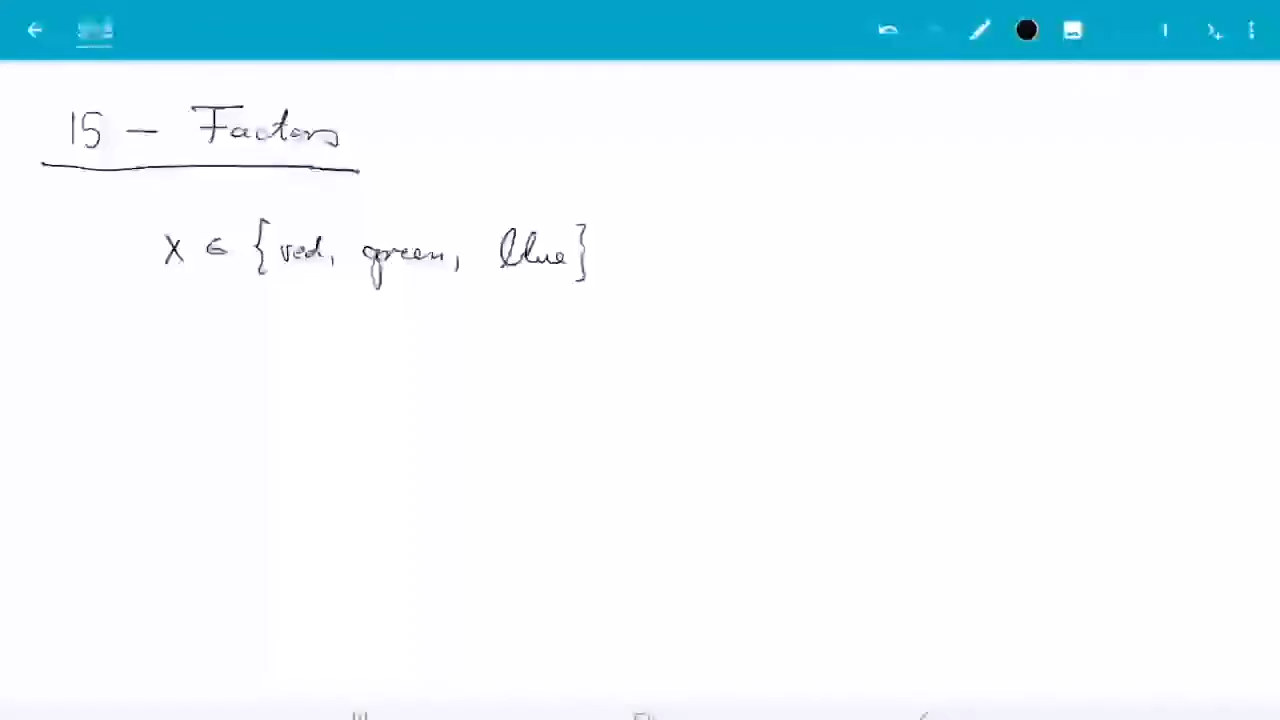 15 - Factors
x ∈ {red, green, blue}